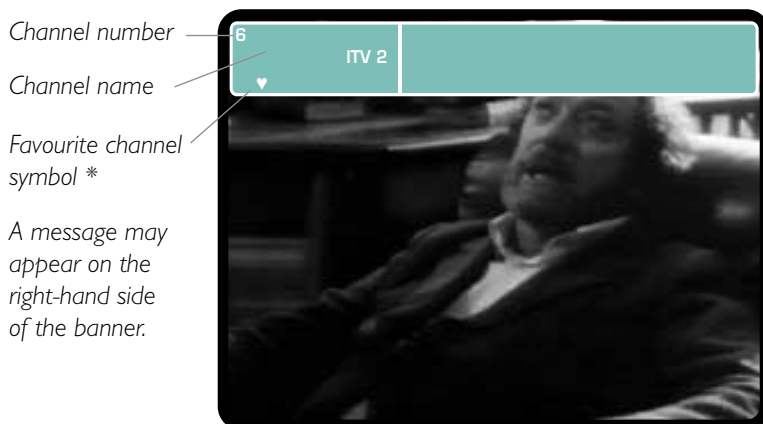 Channel number
6
ITV 2
Channel name
♥
Favourite channel
symbol *
A message may
appear on the
right-hand side
of the banner.